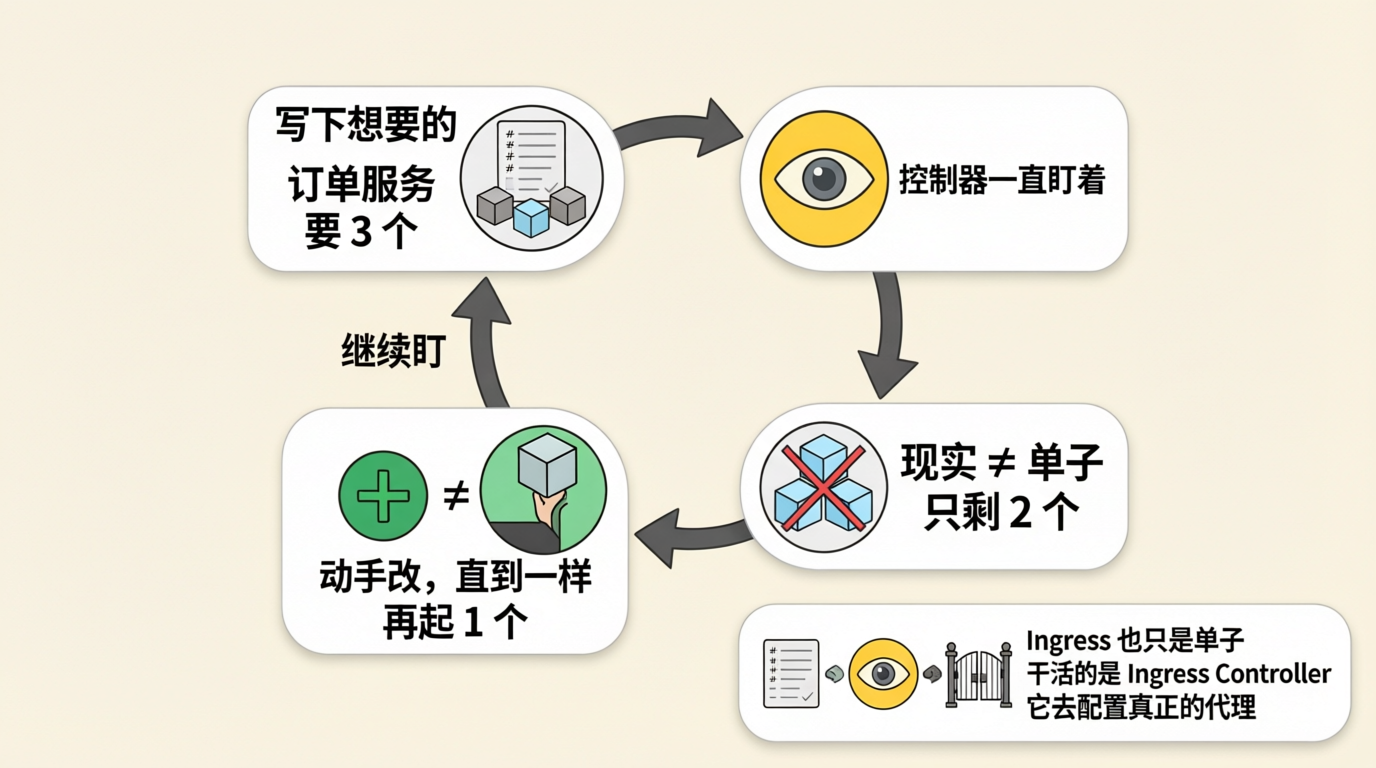 写下想要的
订单服务
要 3 个
控制器一直盯着
现实 ≠ 单子
只剩 2 个
≠
动手改，直到一样
再起 1 个
继续盯
Ingress 也只是单子
干活的是 Ingress Controller
它去配置真正的代理